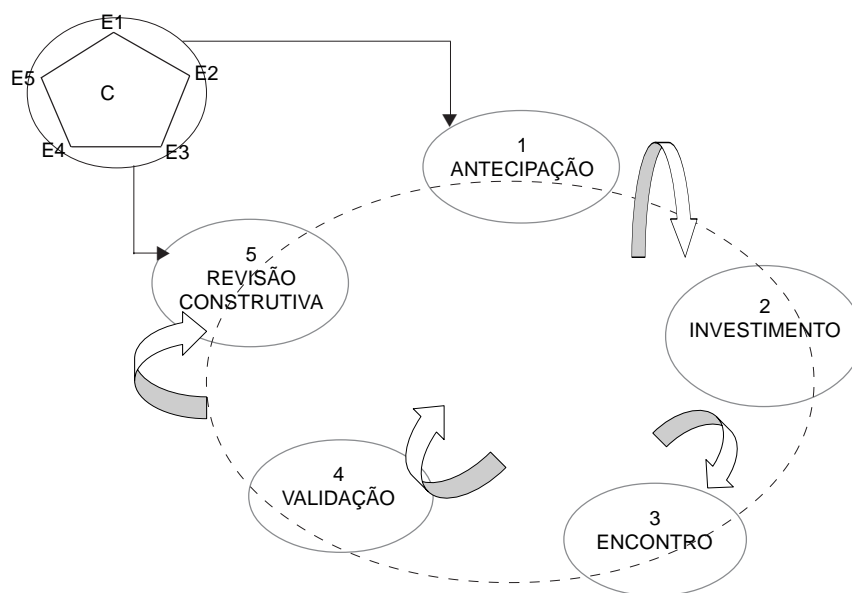 E1
E5
E2
C
E4
E3
1
ANTECIPAÇÃO
5
REVISÃO
CONSTRUTIVA
2
INVESTIMENTO
4
VALIDAÇÃO
3
ENCONTRO